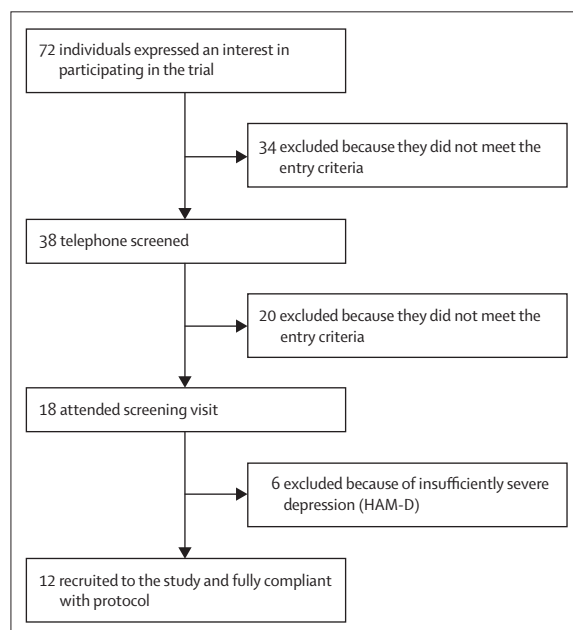 72 individuals expressed an interest in
participating in the trial
34 excluded because they did not meet the
entry criteria
38 telephone screened
20 excluded because they did not meet the
entry criteria
18 attended screening visit
6 excluded because of insufficiently severe
depression (HAM-D)
12 recruited to the study and fully compliant
with protocol